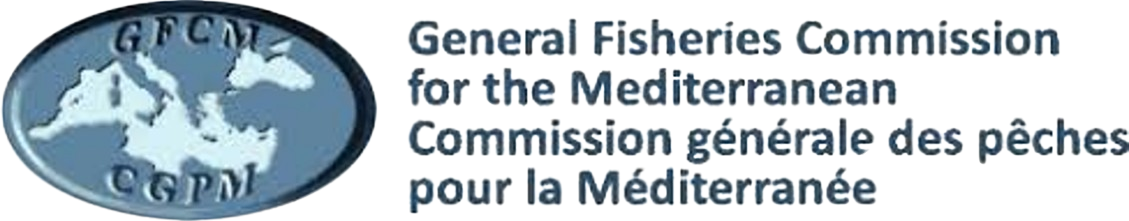 GFCM
CGPM
General Fisheries Commission
for the Mediterranean
Commission générale des pêches
pour la Méditerranée